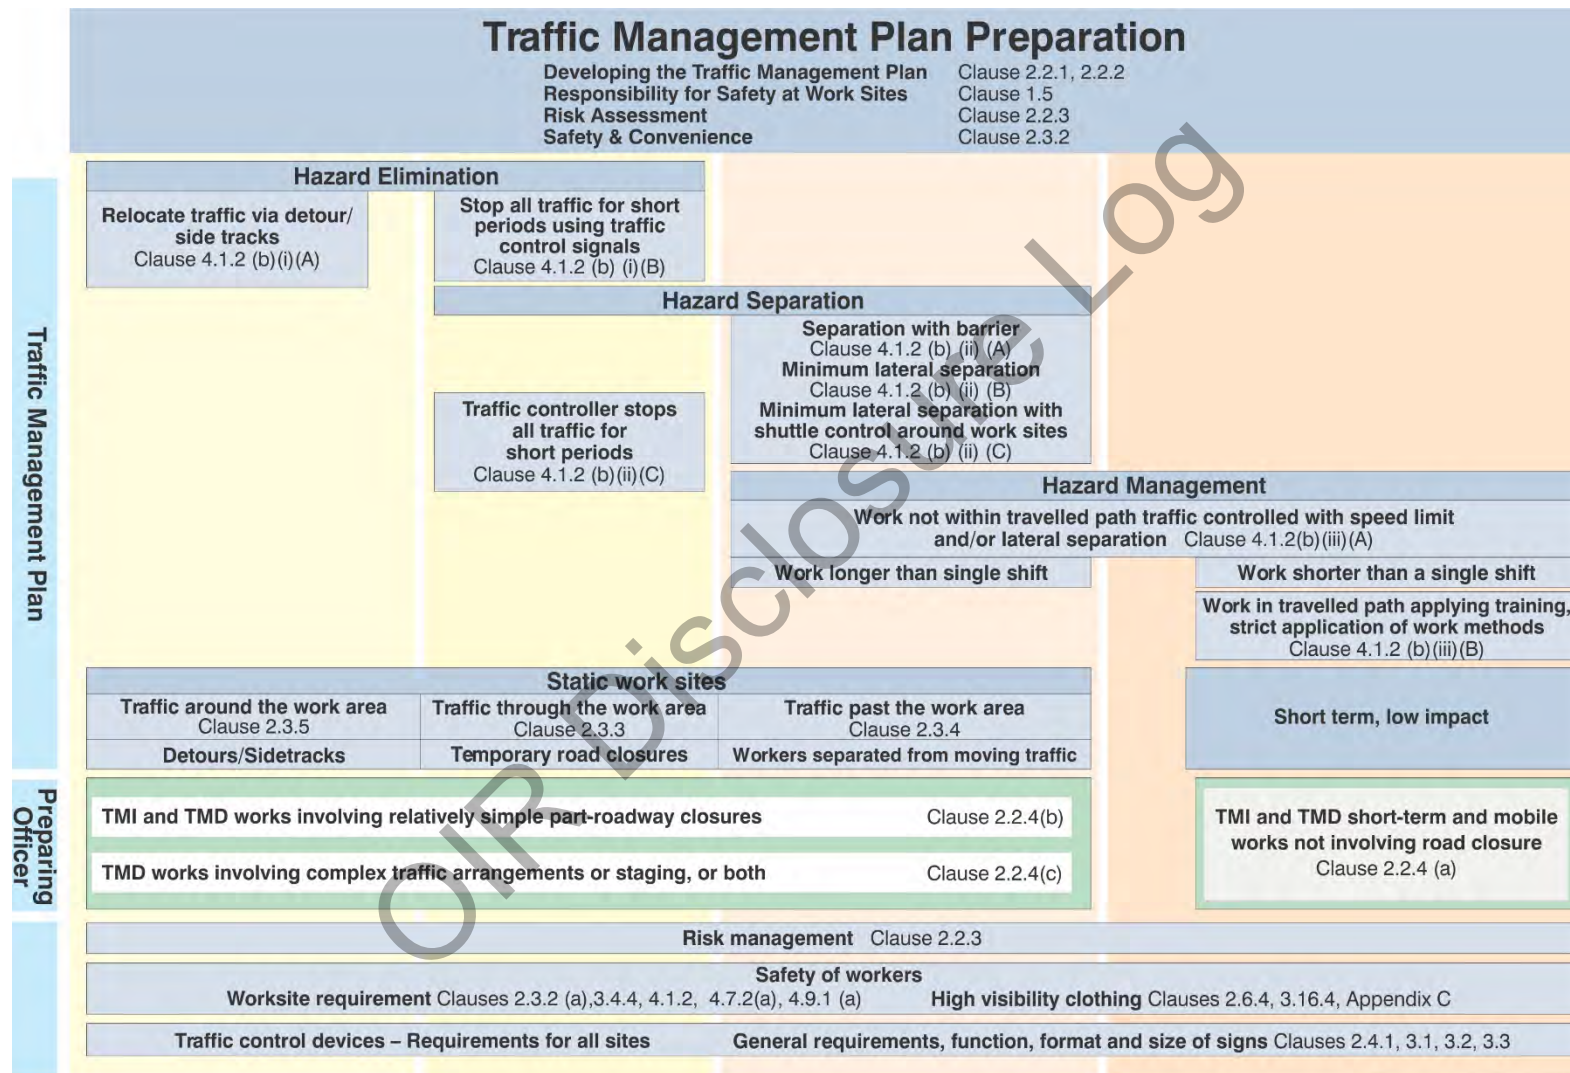 Traffic Management Plan Preparation
Developing the Traffic Management Plan Clause 2.2.1, 2.2.2
Responsibility for Safety at Work Sites Clause 1.5
Risk Assessment Clause 2.2.3
Safety & Convenience Clause 2.3.2
Traffic Management Plan
Hazard Elimination
Relocate traffic via detour/
side tracks
Clause 4.1.2 (b)(i)(A)
Stop all traffic for short
periods using traffic
control signals
Clause 4.1.2 (b) (i)(B)
Hazard Separation
Traffic controller stops
all traffic for
short periods
Clause 4.1.2 (b)(ii)(C)
Separation with barrier
Clause 4.1.2 (b) (ii) (A)
Minimum lateral separation
Clause 4.1.2 (b) (ii) (B)
Minimum lateral separation with
shuttle control around work sites
Clause 4.1.2 (b) (ii) (C)
Hazard Management
Work not within travelled path traffic controlled with speed limit
and/or lateral separation Clause 4.1.2(b)(iii)(A)
Work longer than single shift
Work shorter than a single shift
Work in travelled path applying training,
strict application of work methods
Clause 4.1.2 (b)(iii)(B)
Static work sites
Traffic around the work area
Clause 2.3.5
Detours/Sidetracks
Traffic through the work area
Clause 2.3.3
Temporary road closures
Traffic past the work area
Clause 2.3.4
Workers separated from moving traffic
Short term, low impact
Preparing
Officer
TMI and TMD works involving relatively simple part-roadway closures Clause 2.2.4(b)
TMD works involving complex traffic arrangements or staging, or both Clause 2.2.4(c)
TMI and TMD short-term and mobile
works not involving road closure
Clause 2.2.4 (a)
Risk management Clause 2.2.3
Safety of workers
Worksite requirement Clauses 2.3.2 (a),3.4.4, 4.1.2, 4.7.2(a), 4.9.1 (a) High visibility clothing Clauses 2.6.4, 3.16.4, Appendix C
Traffic control devices – Requirements for all sites General requirements, function, format and size of signs Clauses 2.4.1, 3.1, 3.2, 3.3
OIR Disclosure Log